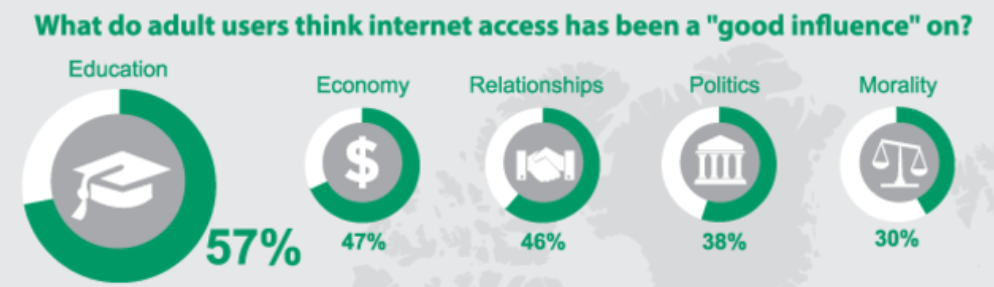 What do adult users think internet access has been a "good influence" on?
Education
Economy
Relationships
Politics
Morality
$
57%
47%
46%
38%
30%